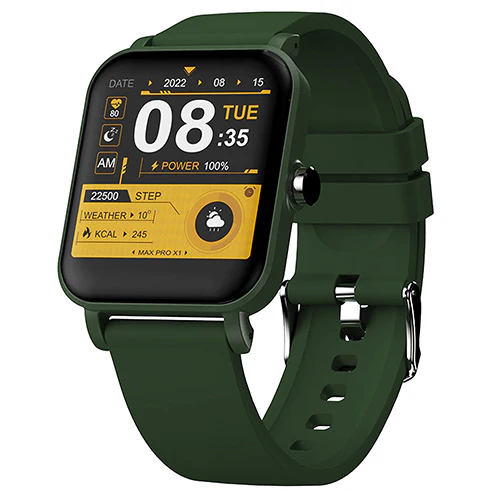 DATE 2022 08 15
80
08 TUE
:35
AM
POWER 100%
22500 STEP
WEATHER 10°
KCAL 245
MAX PRO X1